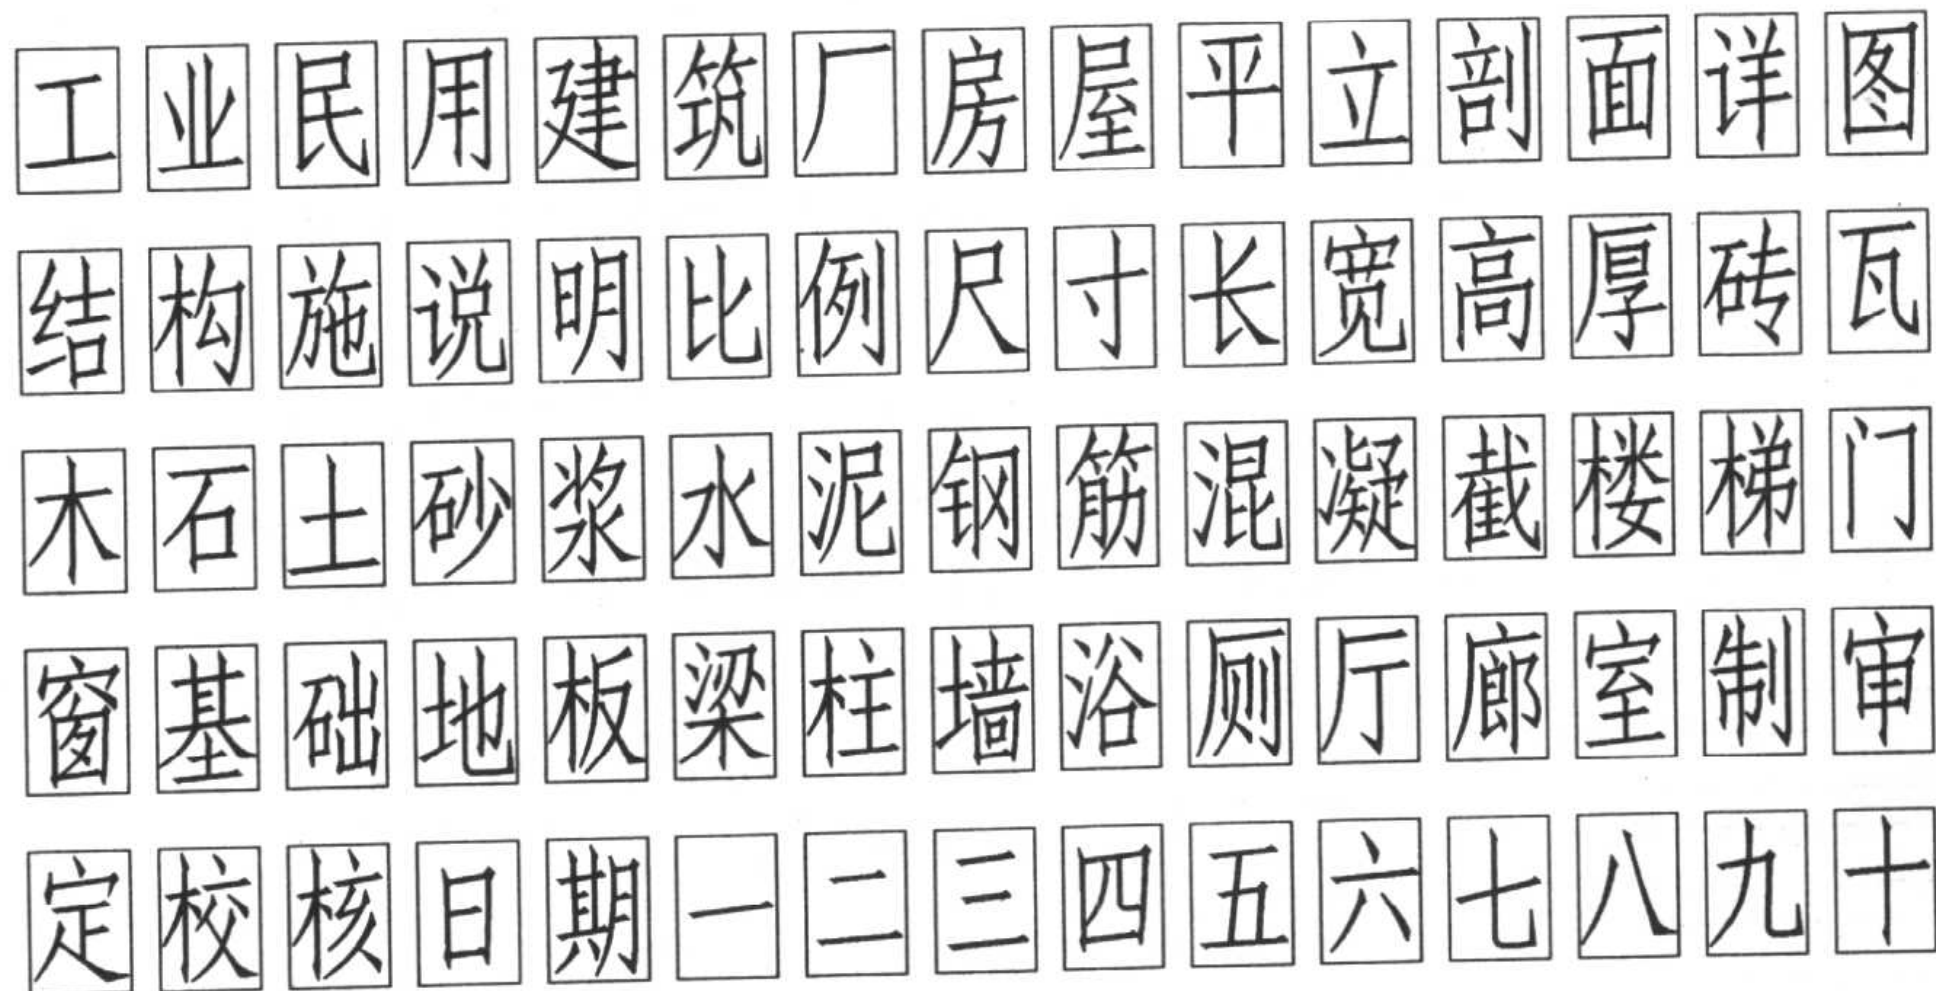 工业民用建筑厂房屋平立剖面详图
结构施说明比例尺寸长宽高厚砖瓦
木石土砂浆水泥钢筋混凝截楼梯门
窗基础地板梁柱墙浴厕厅廊室制审
定校核日期一二三四五六七八九十